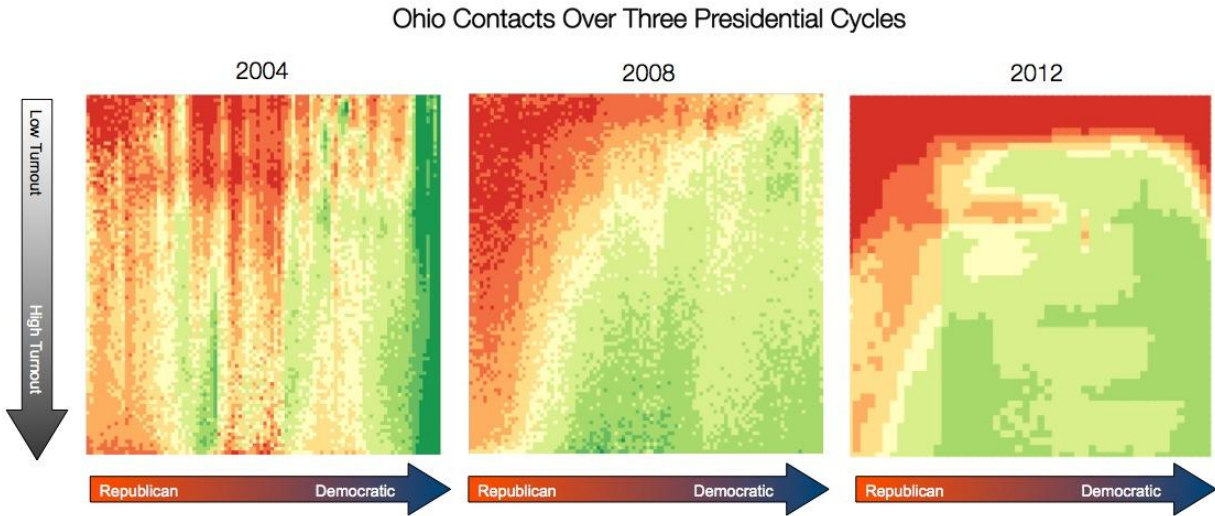 Ohio Contacts Over Three Presidential Cycles
2004
2008
2012
Low Turnout
High Turnout
Republican
Democratic
Republican
Democratic
Republican
Democratic